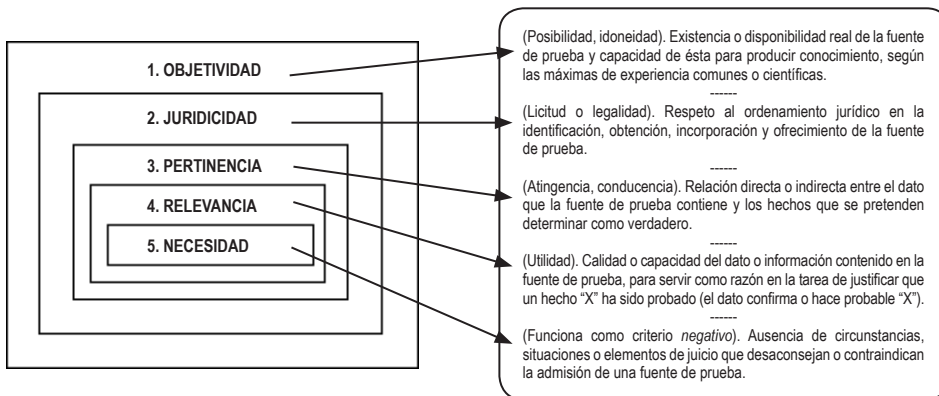 1. OBJETIVIDAD
2. JURIDICIDAD
3. PERTINENCIA
4. RELEVANCIA
5. NECESIDAD
(Posibilidad, idoneidad). Existencia o disponibilidad real de la fuente
de prueba y capacidad de ésta para producir conocimiento, según
las máximas de experiencia comunes o científicas.
------
(Licitud o legalidad). Respeto al ordenamiento jurídico en la
identificación, obtención, incorporación y ofrecimiento de la fuente
de prueba.
------
(Atingencia, conducencia). Relación directa o indirecta entre el dato
que la fuente de prueba contiene y los hechos que se pretenden
determinar como verdadero.
------
(Utilidad). Calidad o capacidad del dato o información contenido en la
fuente de prueba, para servir como razón en la tarea de justificar que
un hecho “X” ha sido probado (el dato confirma o hace probable “X”).
------
(Funciona como criterio negativo). Ausencia de circunstancias,
situaciones o elementos de juicio que desaconsejan o contraindican
la admisión de una fuente de prueba.